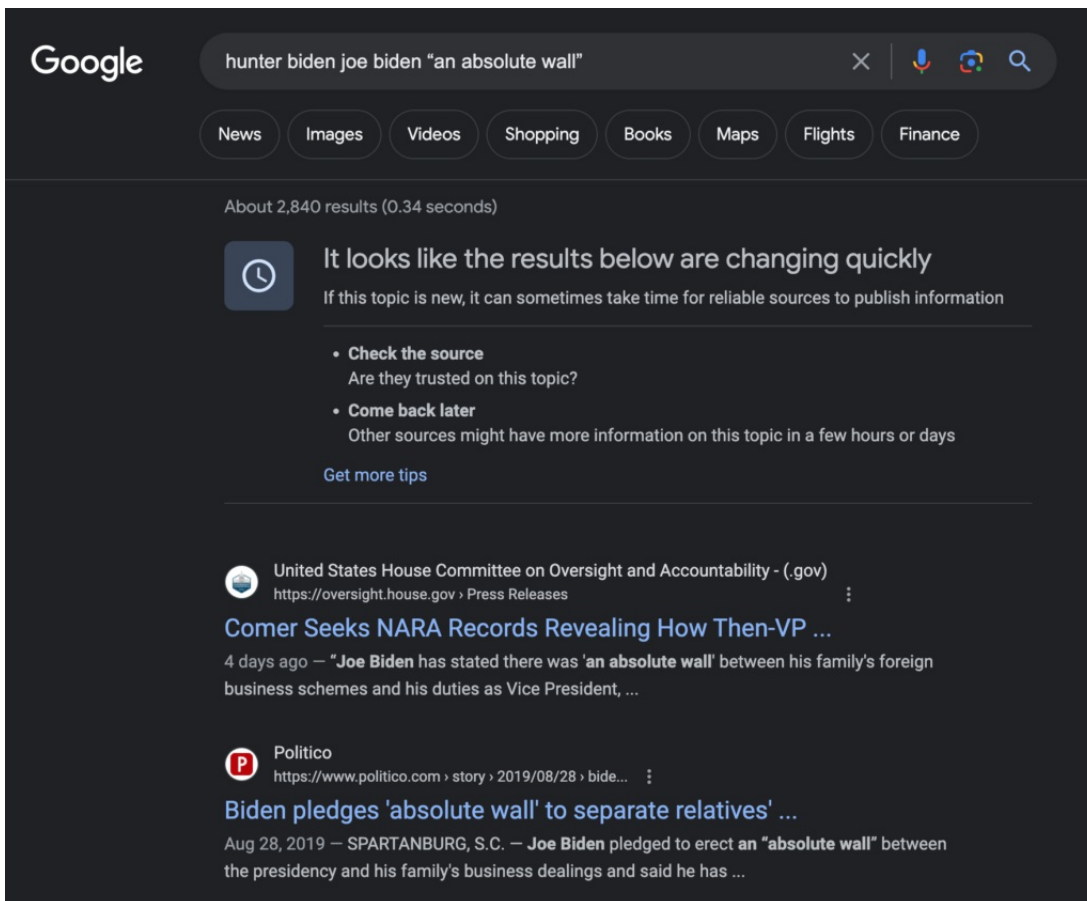 Google
hunter biden joe biden “an absolute wall”
News Images Videos Shopping Books Maps Flights Finance
About 2,840 results (0.34 seconds)
It looks like the results below are changing quickly
If this topic is new, it can sometimes take time for reliable sources to publish information
• Check the source
Are they trusted on this topic?
• Come back later
Other sources might have more information on this topic in a few hours or days
Get more tips
United States House Committee on Oversight and Accountability - (.gov)
https://oversight.house.gov › Press Releases
Comer Seeks NARA Records Revealing How Then-VP ...
4 days ago — “Joe Biden has stated there was 'an absolute wall' between his family's foreign
business schemes and his duties as Vice President, ...
P
Politico
https://www.politico.com › story › 2019/08/28 › bide...
Biden pledges 'absolute wall' to separate relatives' ...
Aug 28, 2019 — SPARTANBURG, S.C. — Joe Biden pledged to erect an “absolute wall” between
the presidency and his family's business dealings and said he has ...